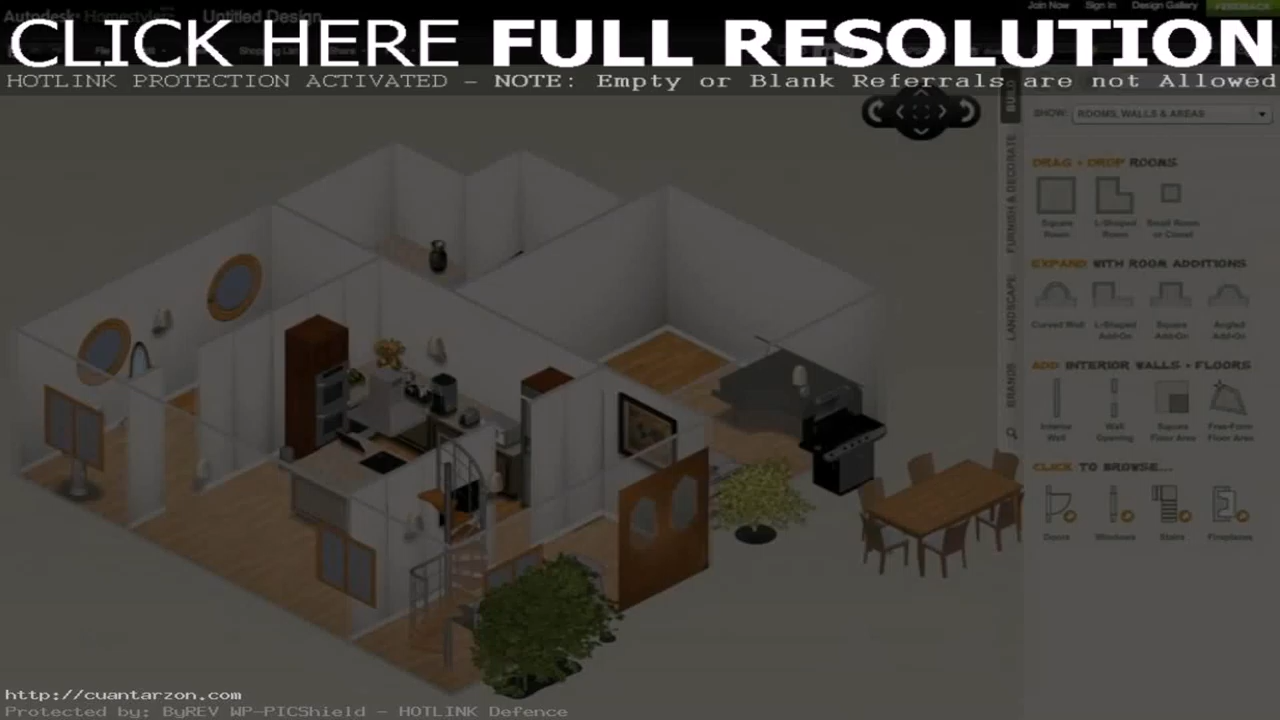 Autodesk Homestyler Untitled Design
Join Now Sign In Design Gallery FEEDBACK
CLICK HERE FULL RESOLUTION
HOTLINK PROTECTION ACTIVATED - NOTE: Empty or Blank Referrals are not Allowed
BUILD
SHOW: ROOMS, WALLS & AREAS
FURNISH & DECORATE
LANDSCAPE
BRANDS
DRAG + DROP ROOMS
Square Room
L-Shaped Room
Small Room or Closet
EXPAND WITH ROOM ADDITIONS
Curved Wall
L-Shaped Add-On
Square Add-On
Angled Add-On
ADD INTERIOR WALLS + FLOORS
Interior Wall
Wall Opening
Square Floor Area
Free-Form Floor Area
CLICK TO BROWSE...
Doors
Windows
Stairs
Fireplaces
http://cuantarzon.com
Protected by: ByREV WP-PICShield - HOTLINK Defence